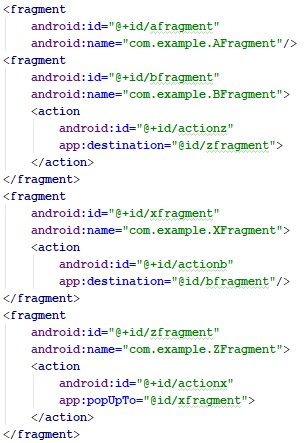 <fragment
    android:id="@+id/afragment"
    android:name="com.example.AFragment"/>
<fragment
    android:id="@+id/bfragment"
    android:name="com.example.BFragment">
    <action
        android:id="@+id/actionz"
        app:destination="@id/zfragment">
    </action>
</fragment>
<fragment
    android:id="@+id/xfragment"
    android:name="com.example.XFragment">
    <action
        android:id="@+id/actionb"
        app:destination="@id/bfragment"/>
</fragment>
<fragment
    android:id="@+id/zfragment"
    android:name="com.example.ZFragment">
    <action
        android:id="@+id/actionx"
        app:popUpTo="@id/xfragment">
    </action>
</fragment>